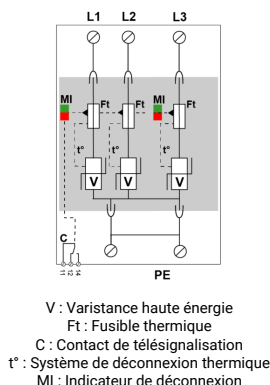 L1 L2 L3
MI Ft Ft MI Ft
t° t° t°
V V V
C
11 12 14
PE
V : Varistance haute énergie
Ft : Fusible thermique
C : Contact de télésignalisation
t° : Système de déconnexion thermique
MI : Indicateur de déconnexion